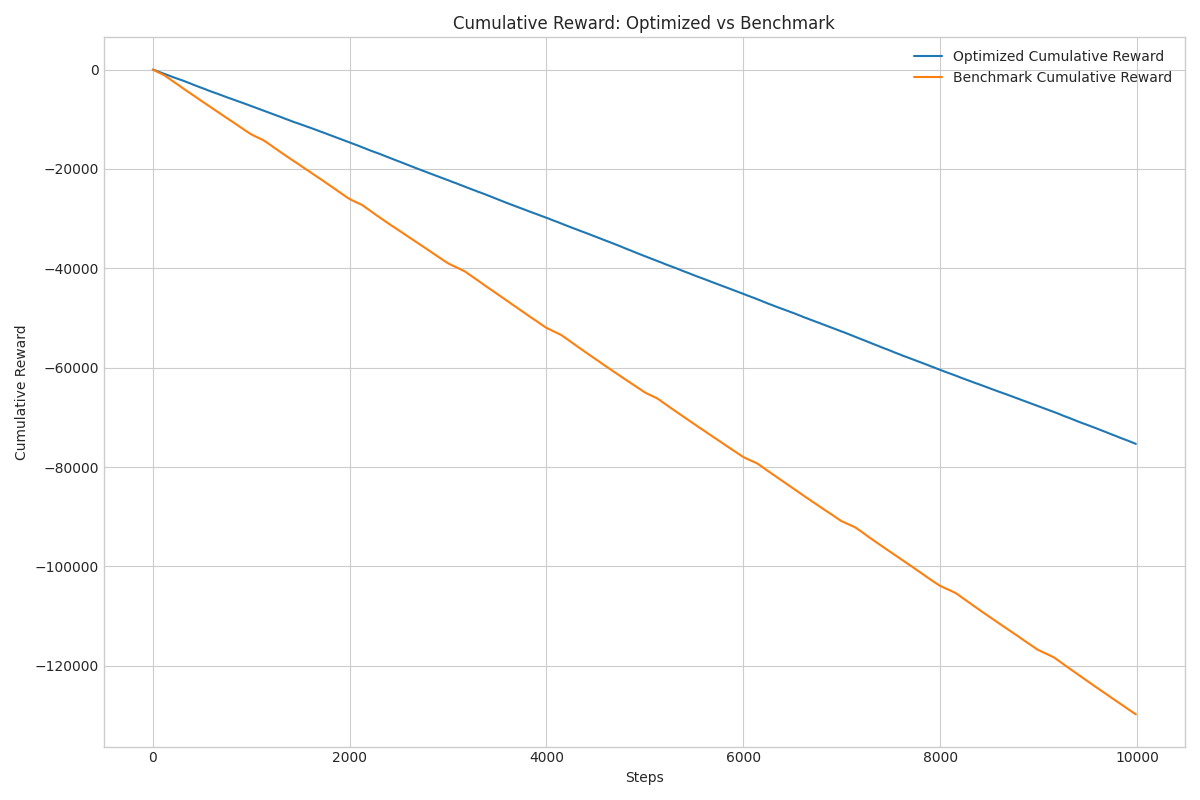 Cumulative Reward: Optimized vs Benchmark
Optimized Cumulative Reward
Benchmark Cumulative Reward
0
−20000
−40000
−60000
−80000
−100000
−120000
Cumulative Reward
0 2000 4000 6000 8000 10000
Steps